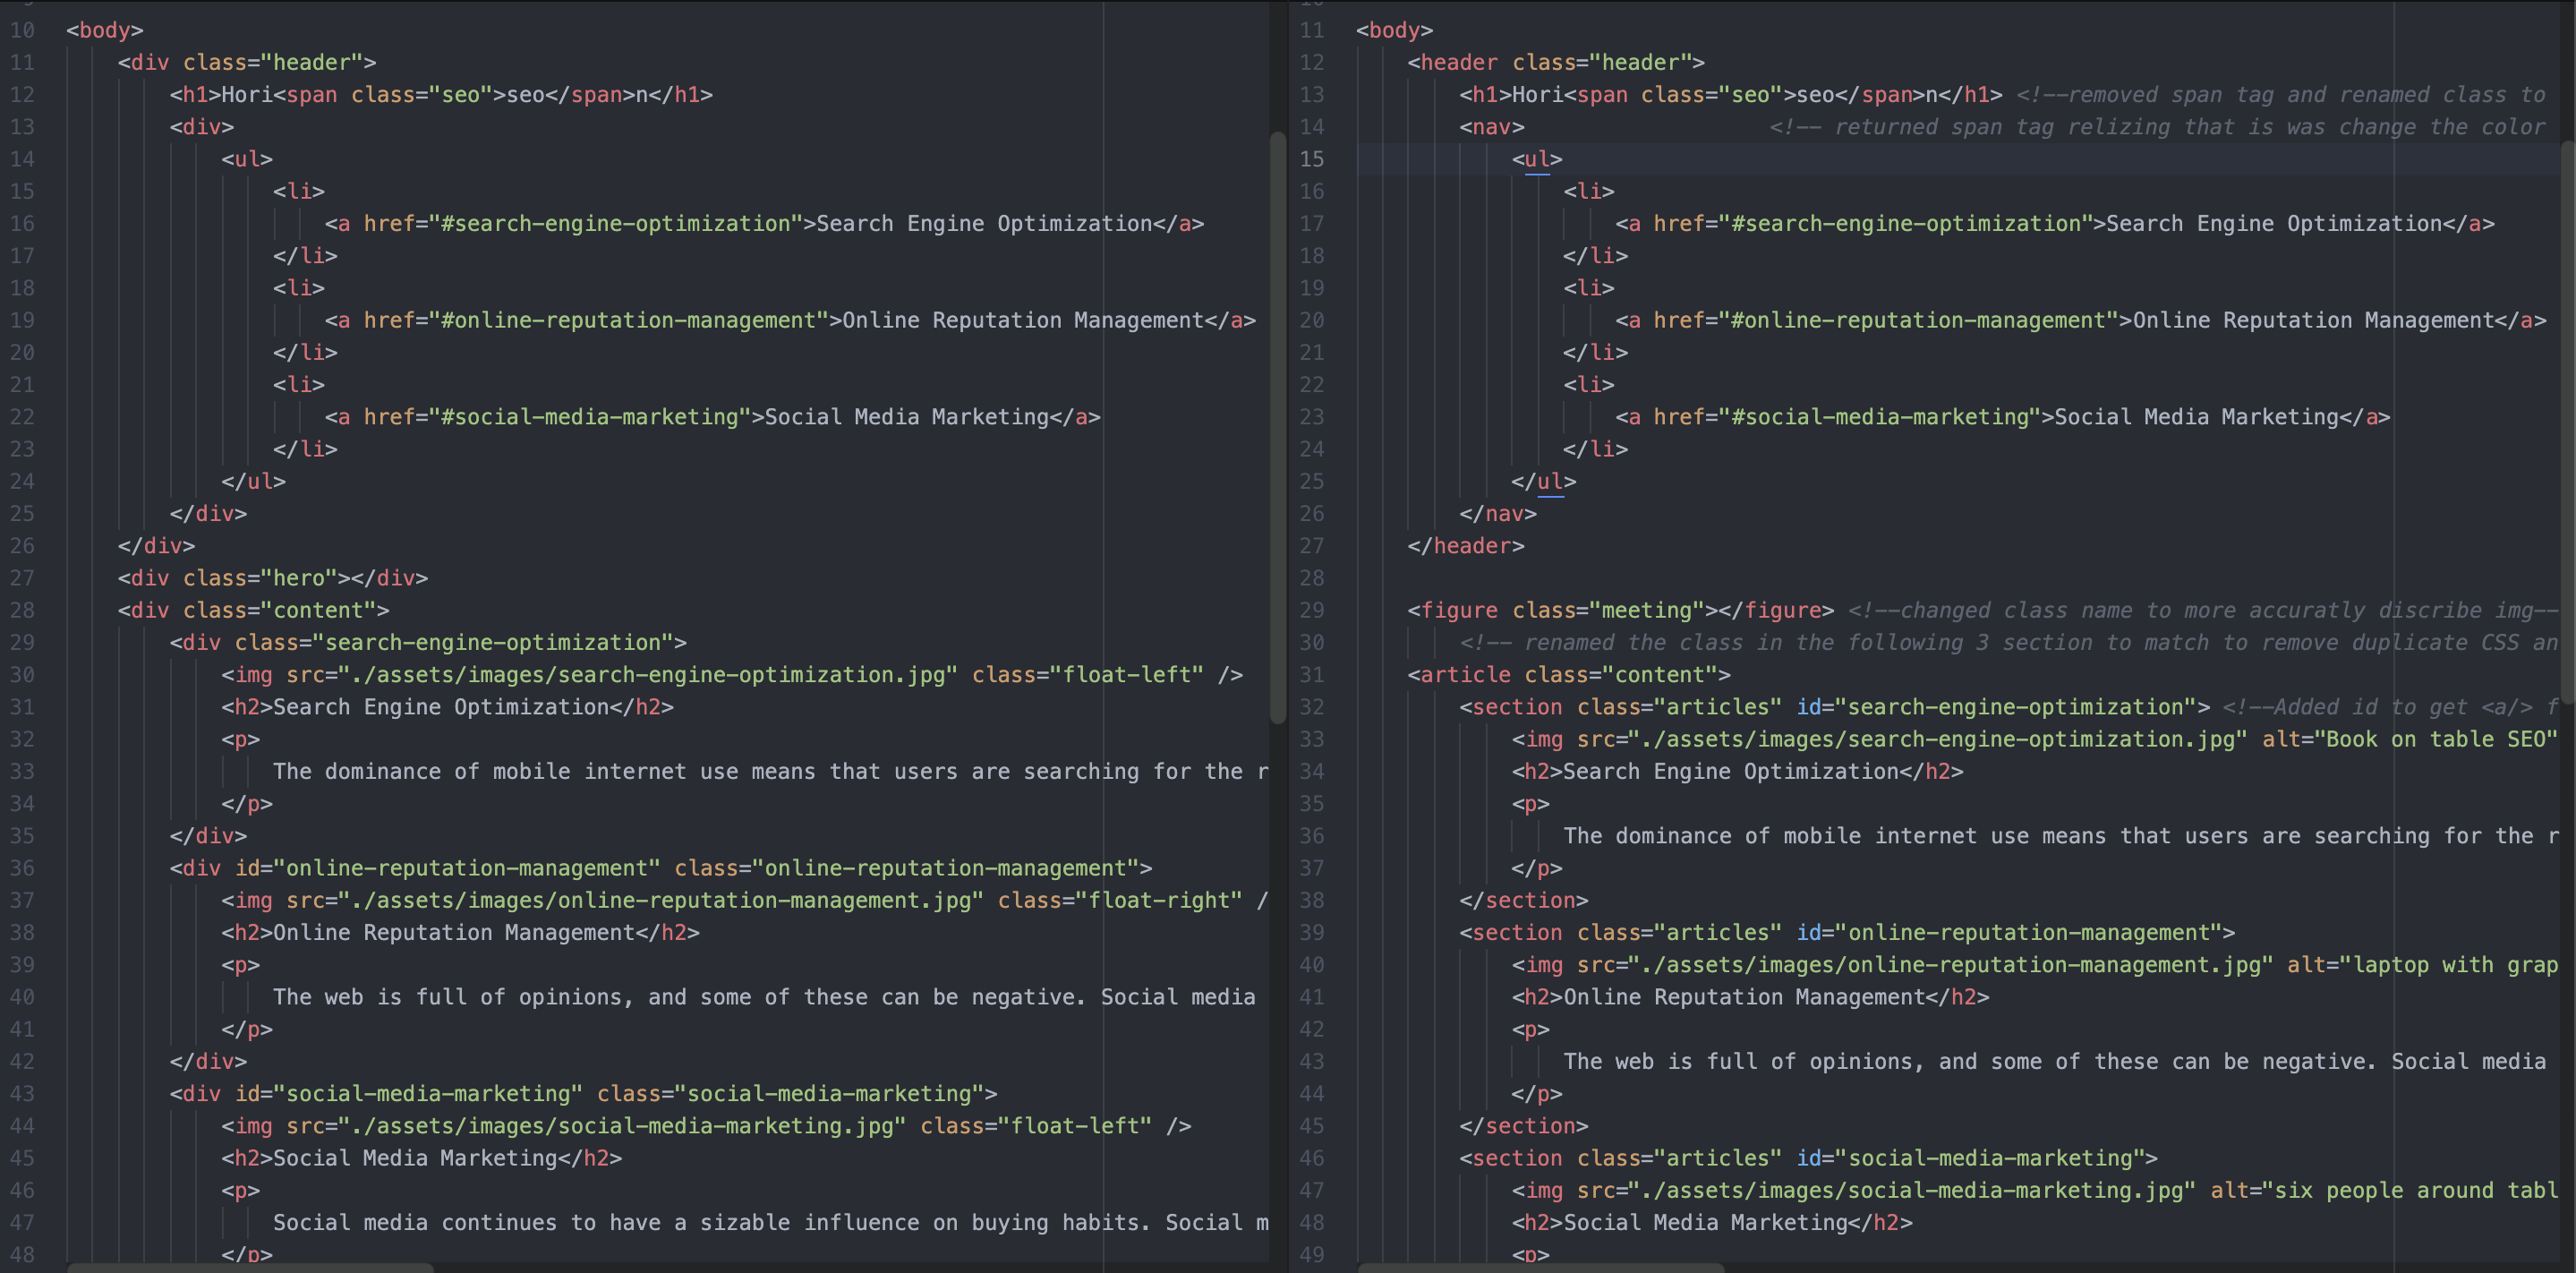 10 <body>
11 <div class="header">
12 <h1>Hori<span class="seo">seo</span>n</h1>
13 <div>
14 <ul>
15 <li>
16 <a href="#search-engine-optimization">Search Engine Optimization</a>
17 </li>
18 <li>
19 <a href="#online-reputation-management">Online Reputation Management</a>
20 </li>
21 <li>
22 <a href="#social-media-marketing">Social Media Marketing</a>
23 </li>
24 </ul>
25 </div>
26 </div>
27 <div class="hero"></div>
28 <div class="content">
29 <div class="search-engine-optimization">
30 <img src="./assets/images/search-engine-optimization.jpg" class="float-left" />
31 <h2>Search Engine Optimization</h2>
32 <p>
33 The dominance of mobile internet use means that users are searching for the r
34 </p>
35 </div>
36 <div id="online-reputation-management" class="online-reputation-management">
37 <img src="./assets/images/online-reputation-management.jpg" class="float-right" /
38 <h2>Online Reputation Management</h2>
39 <p>
40 The web is full of opinions, and some of these can be negative. Social media
41 </p>
42 </div>
43 <div id="social-media-marketing" class="social-media-marketing">
44 <img src="./assets/images/social-media-marketing.jpg" class="float-left" />
45 <h2>Social Media Marketing</h2>
46 <p>
47 Social media continues to have a sizable influence on buying habits. Social m
48 </p>
11 <body>
12 <header class="header">
13 <h1>Hori<span class="seo">seo</span>n</h1> <!--removed span tag and renamed class to
14 <nav> <!-- returned span tag relizing that is was change the color
15 <ul>
16 <li>
17 <a href="#search-engine-optimization">Search Engine Optimization</a>
18 </li>
19 <li>
20 <a href="#online-reputation-management">Online Reputation Management</a>
21 </li>
22 <li>
23 <a href="#social-media-marketing">Social Media Marketing</a>
24 </li>
25 </ul>
26 </nav>
27 </header>
28
29 <figure class="meeting"></figure> <!--changed class name to more accuratly discribe img--
30 <!-- renamed the class in the following 3 section to match to remove duplicate CSS an
31 <article class="content">
32 <section class="articles" id="search-engine-optimization"> <!--Added id to get <a/> f
33 <img src="./assets/images/search-engine-optimization.jpg" alt="Book on table SEO"
34 <h2>Search Engine Optimization</h2>
35 <p>
36 The dominance of mobile internet use means that users are searching for the r
37 </p>
38 </section>
39 <section class="articles" id="online-reputation-management">
40 <img src="./assets/images/online-reputation-management.jpg" alt="laptop with grap
41 <h2>Online Reputation Management</h2>
42 <p>
43 The web is full of opinions, and some of these can be negative. Social media
44 </p>
45 </section>
46 <section class="articles" id="social-media-marketing">
47 <img src="./assets/images/social-media-marketing.jpg" alt="six people around tabl
48 <h2>Social Media Marketing</h2>
49 <p>